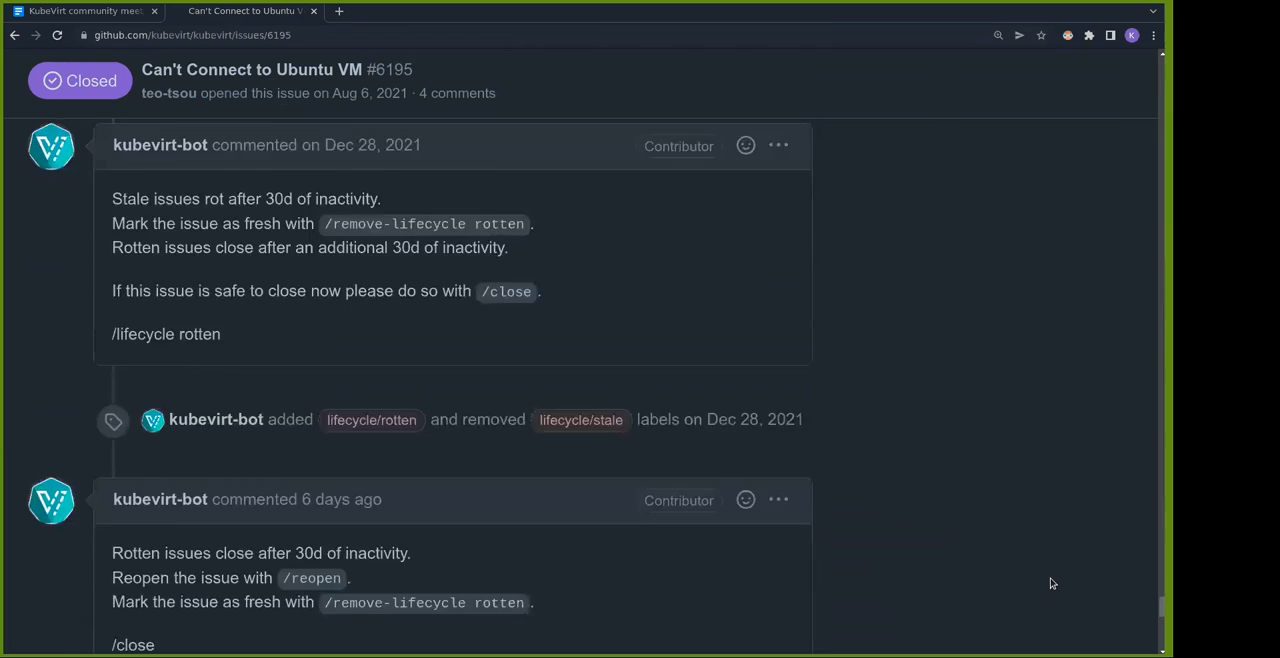 KubeVirt community meet
Can't Connect to Ubuntu V
github.com/kubevirt/kubevirt/issues/6195
K
Closed
Can't Connect to Ubuntu VM #6195
teo-tsou opened this issue on Aug 6, 2021 · 4 comments
kubevirt-bot commented on Dec 28, 2021
Contributor
Stale issues rot after 30d of inactivity.
Mark the issue as fresh with /remove-lifecycle rotten.
Rotten issues close after an additional 30d of inactivity.
If this issue is safe to close now please do so with /close.
/lifecycle rotten
kubevirt-bot added lifecycle/rotten and removed lifecycle/stale labels on Dec 28, 2021
kubevirt-bot commented 6 days ago
Contributor
Rotten issues close after 30d of inactivity.
Reopen the issue with /reopen.
Mark the issue as fresh with /remove-lifecycle rotten.
/close